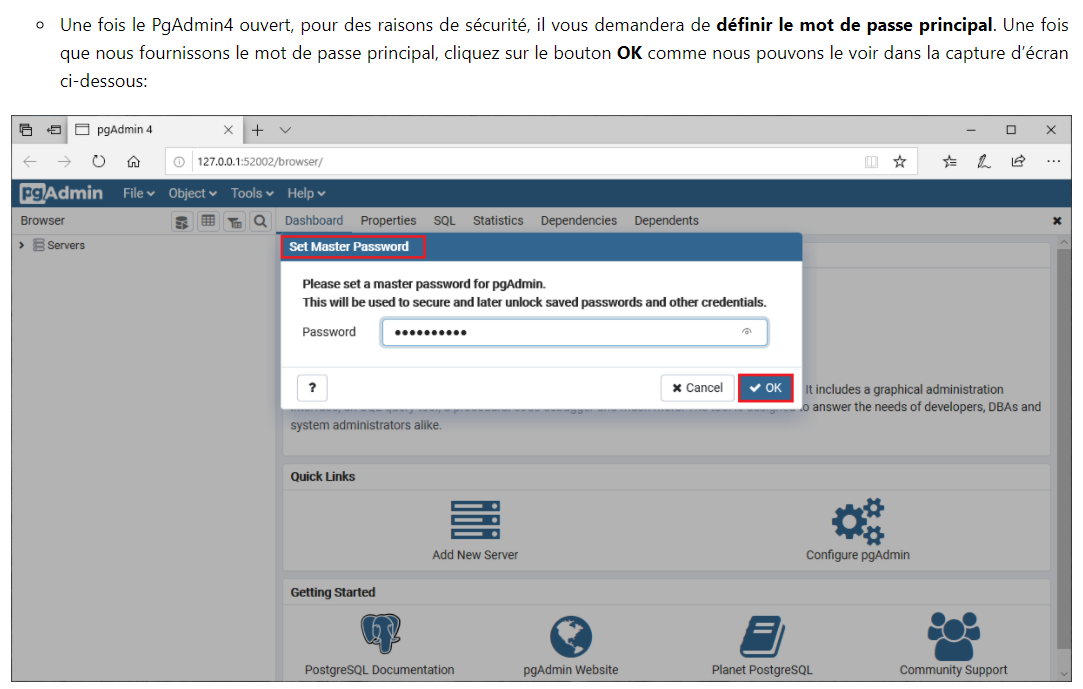 Une fois le PgAdmin4 ouvert, pour des raisons de sécurité, il vous demandera de définir le mot de passe principal. Une fois
que nous fournissons le mot de passe principal, cliquez sur le bouton OK comme nous pouvons le voir dans la capture d’écran
ci-dessous:
pgAdmin 4
127.0.0.1:52002/browser/
pgAdmin File Object Tools Help
Browser Dashboard Properties SQL Statistics Dependencies Dependents
Servers
Set Master Password
Please set a master password for pgAdmin.
This will be used to secure and later unlock saved passwords and other credentials.
Password ••••••••••
? Cancel OK
It includes a graphical administration
to answer the needs of developers, DBAs and
system administrators alike.
Quick Links
Add New Server Configure pgAdmin
Getting Started
PostgreSQL Documentation pgAdmin Website Planet PostgreSQL Community Support